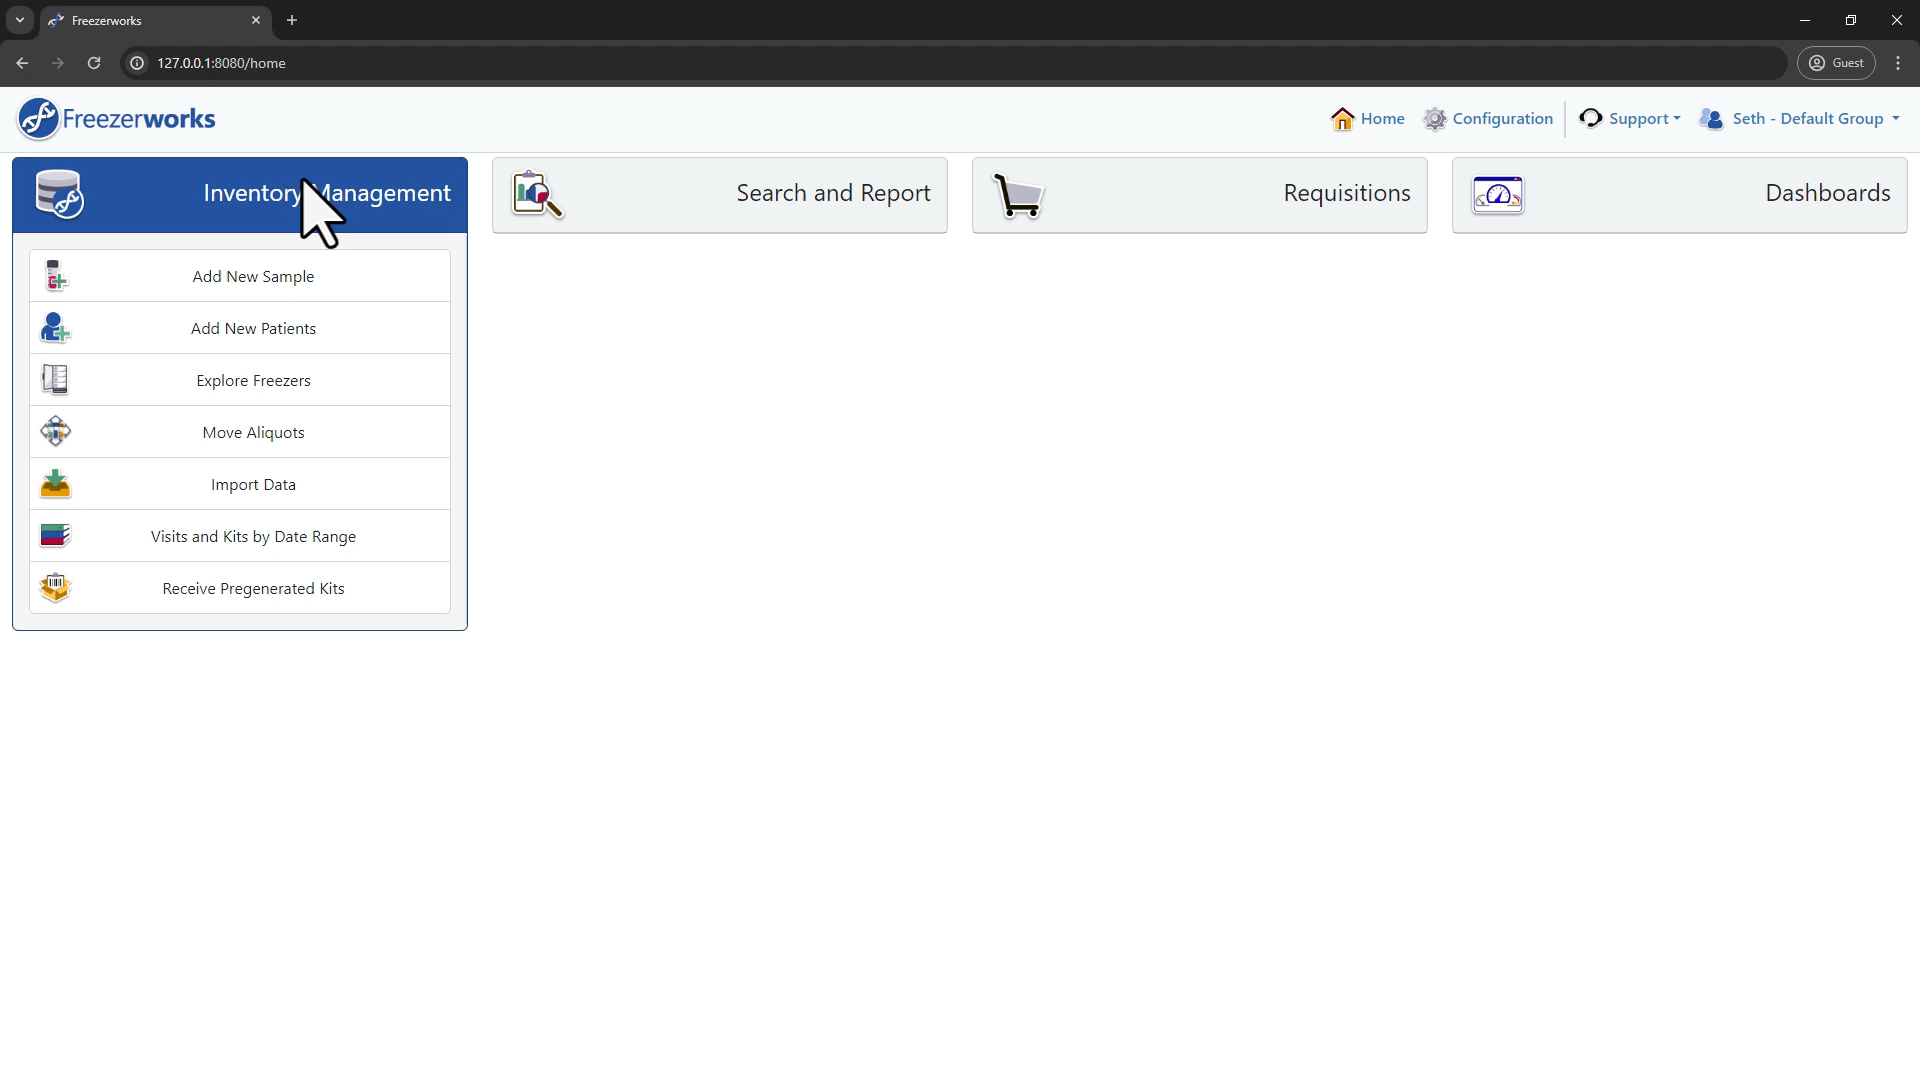 Freezerworks
127.0.0.1:8080/home
Guest
Freezerworks
Home
Configuration
Support
Seth - Default Group
Inventory Management
Search and Report
Requisitions
Dashboards
Add New Sample
Add New Patients
Explore Freezers
Move Aliquots
Import Data
Visits and Kits by Date Range
Receive Pregenerated Kits